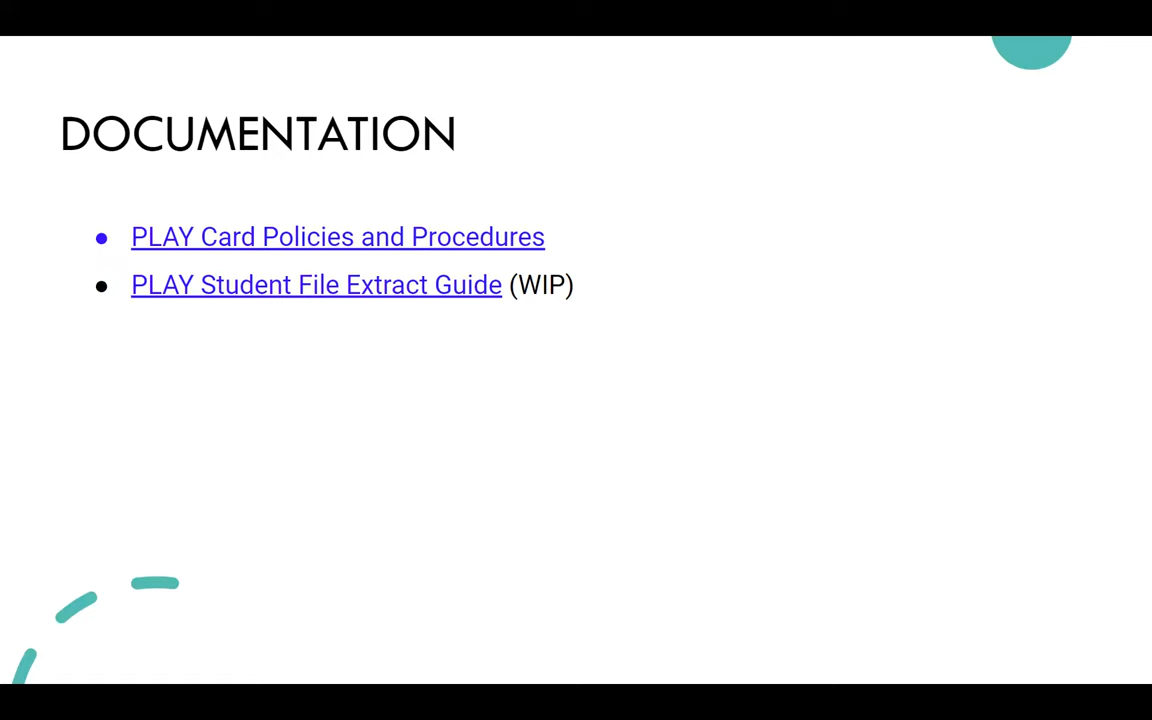 DOCUMENTATION
● PLAY Card Policies and Procedures
● PLAY Student File Extract Guide (WIP)